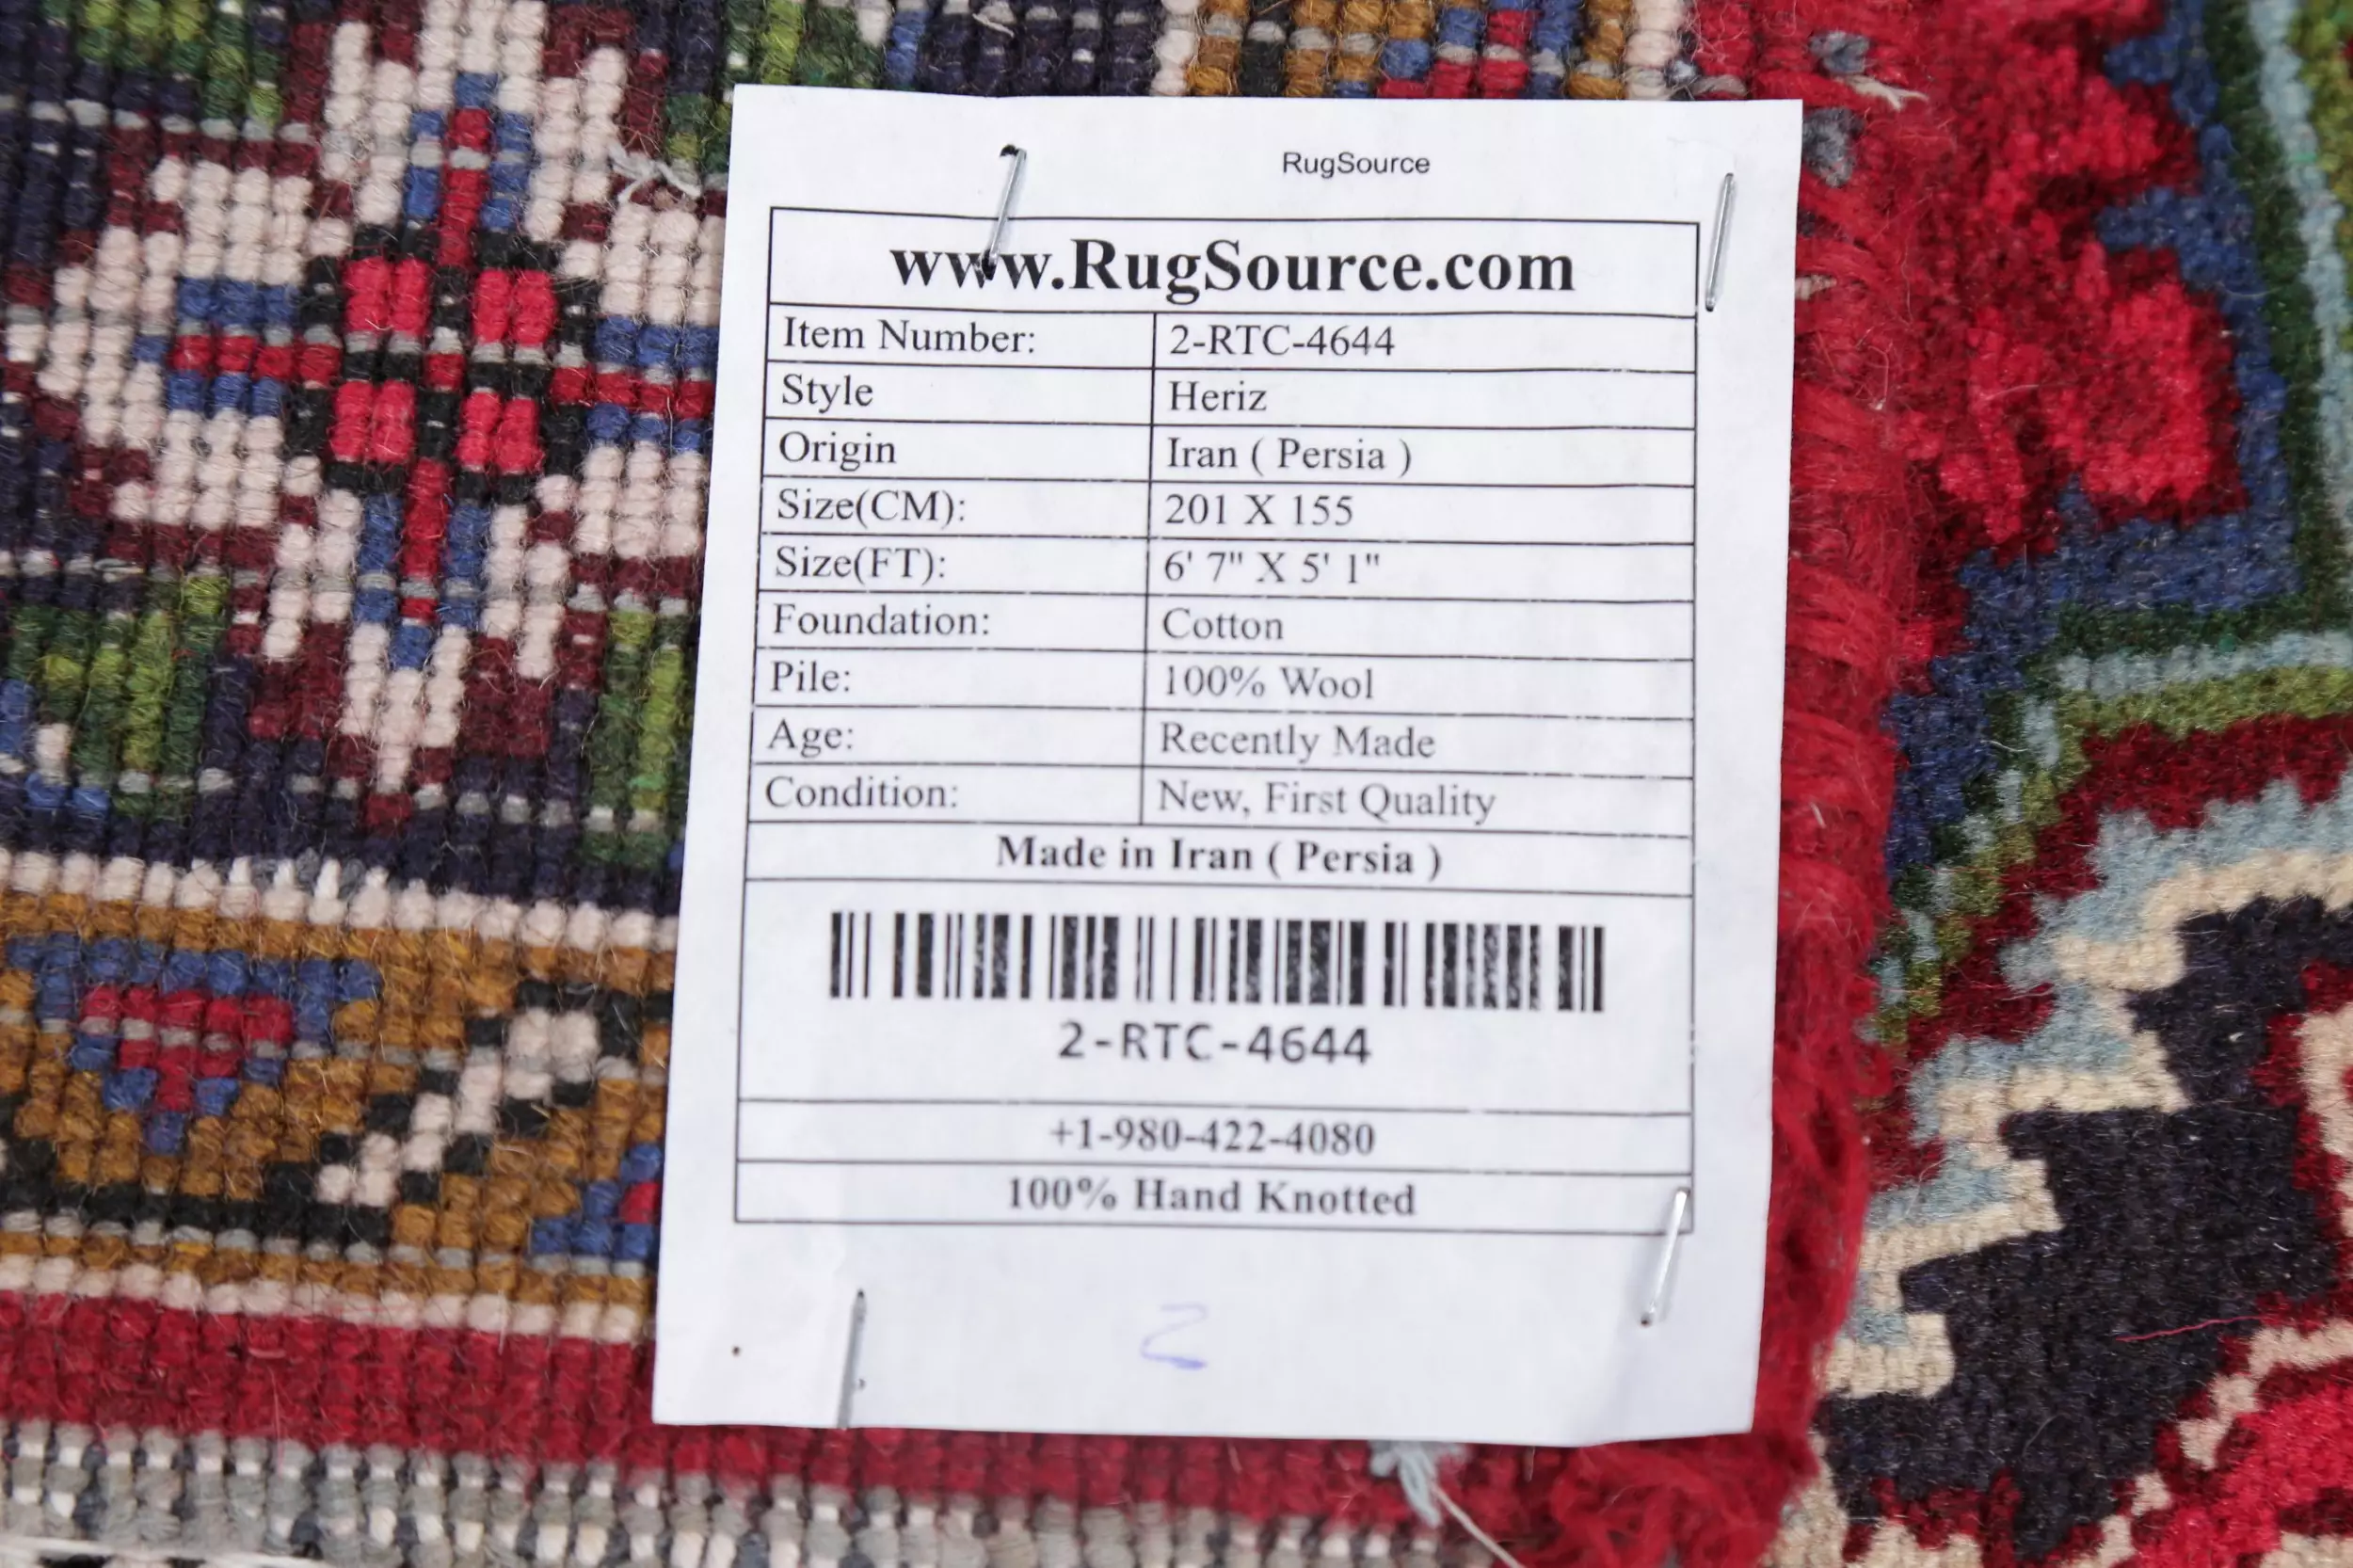 RugSource
www.RugSource.com
Item Number: 2-RTC-4644
Style Heriz
Origin Iran ( Persia )
Size(CM): 201 X 155
Size(FT): 6' 7" X 5' 1"
Foundation: Cotton
Pile: 100% Wool
Age: Recently Made
Condition: New, First Quality
Made in Iran ( Persia )
2-RTC-4644
+1-980-422-4080
100% Hand Knotted
2